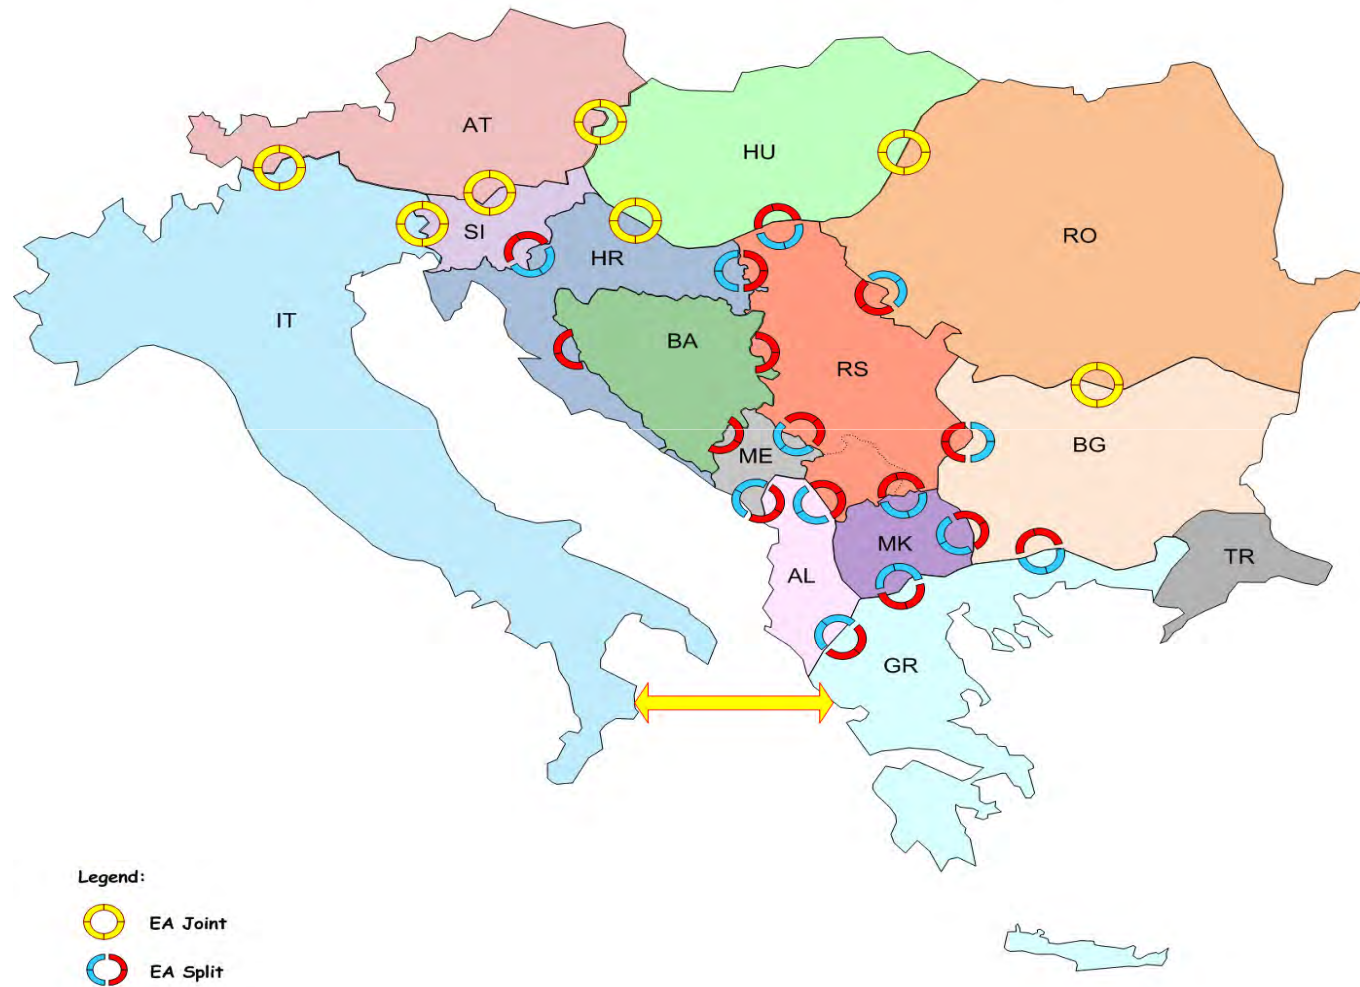 AT
HU
RO
SI
HR
IT
BA
RS
ME
BG
MK
TR
AL
GR
Legend:
EA Joint
EA Split